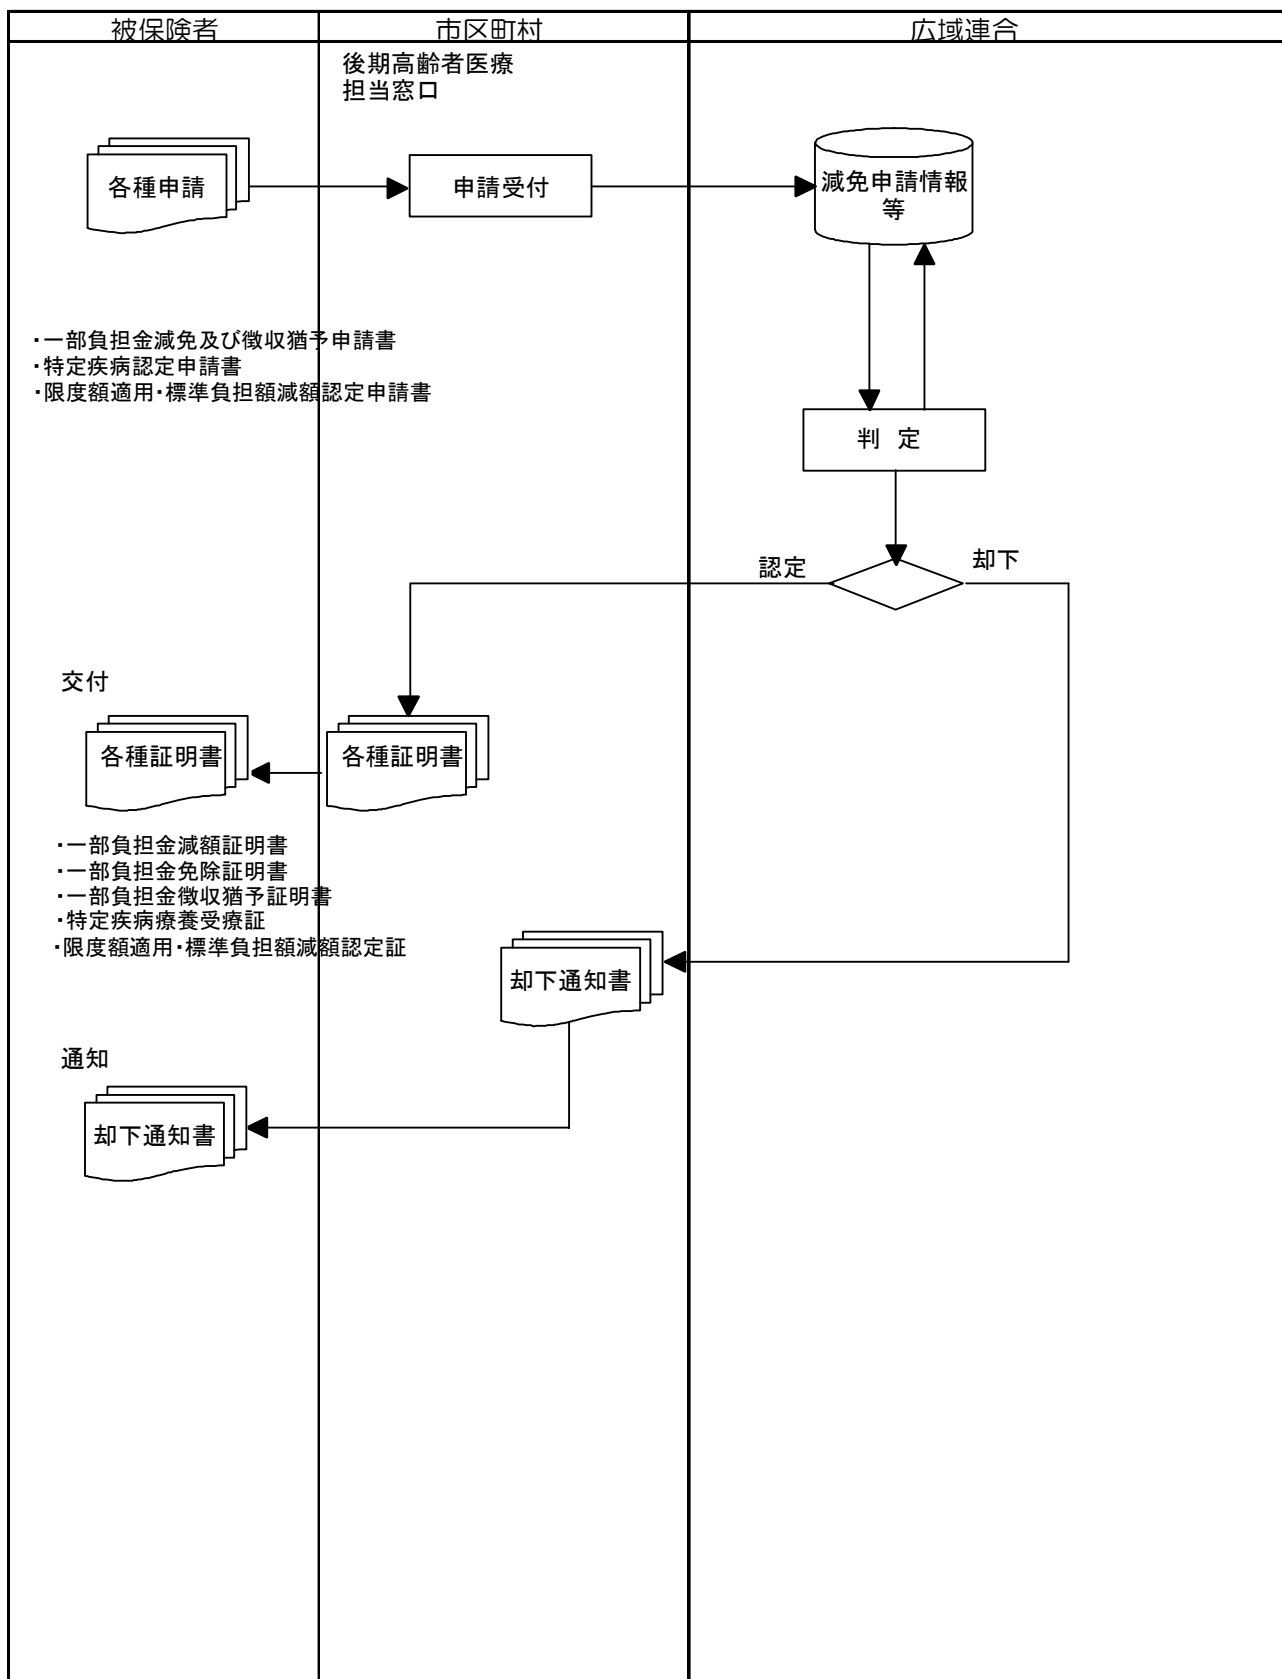 被保険者
市区町村
広域連合
後期高齢者医療
担当窓口
各種申請
申請受付
減免申請情報
等
・一部負担金減免及び徴収猶予申請書
・特定疾病認定申請書
・限度額適用・標準負担額減額認定申請書
判 定
認定
却下
交付
各種証明書
各種証明書
・一部負担金減額証明書
・一部負担金免除証明書
・一部負担金徴収猶予証明書
・特定疾病療養受療証
・限度額適用・標準負担額減額認定証
却下通知書
通知
却下通知書